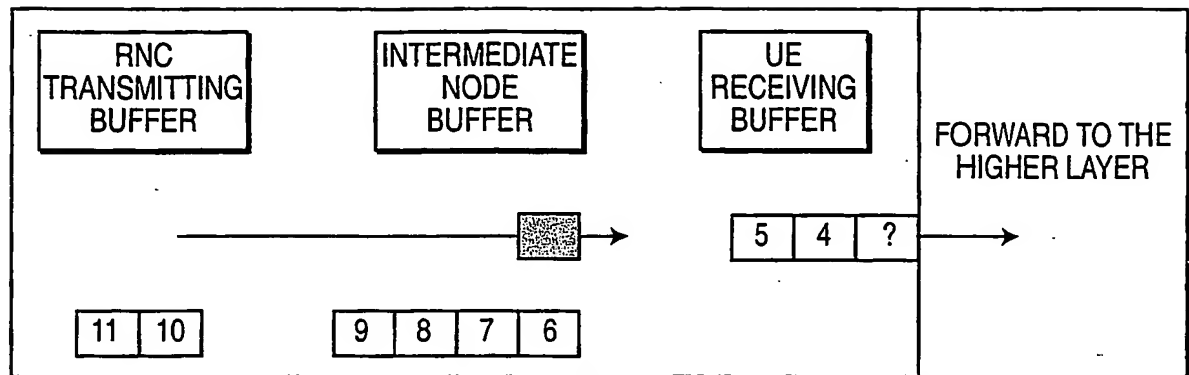 RNC
TRANSMITTING
BUFFER
INTERMEDIATE
NODE
BUFFER
UE
RECEIVING
BUFFER
FORWARD TO THE
HIGHER LAYER
5 4 ?
11 10
9 8 7 6